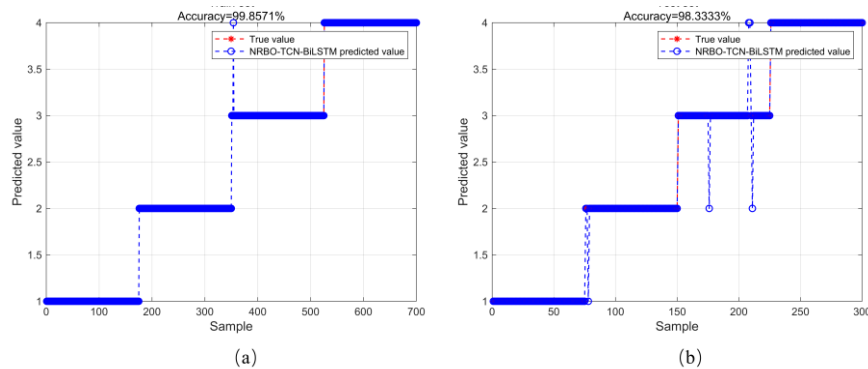 Accuracy=99.8571%
True value
NRBO-TCN-BiLSTM predicted value
Predicted value
4
3.5
3
2.5
2
1.5
1
0
100
200
300
400
500
600
700
Sample
(a)
Accuracy=98.3333%
True value
NRBO-TCN-BiLSTM predicted value
Predicted value
4
3.5
3
2.5
2
1.5
1
0
50
100
150
200
250
300
Sample
(b)